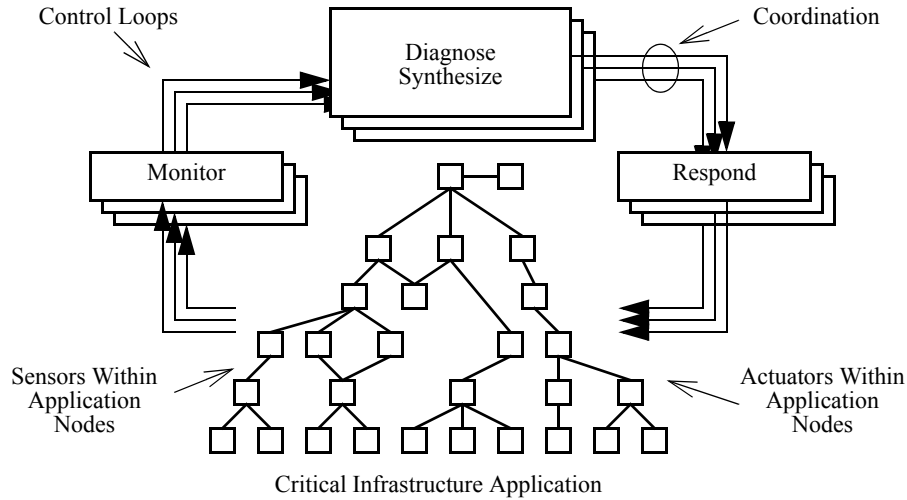 Control Loops
Coordination
Diagnose
Synthesize
Monitor
Respond
Sensors Within
Application
Nodes
Actuators Within
Application
Nodes
Critical Infrastructure Application